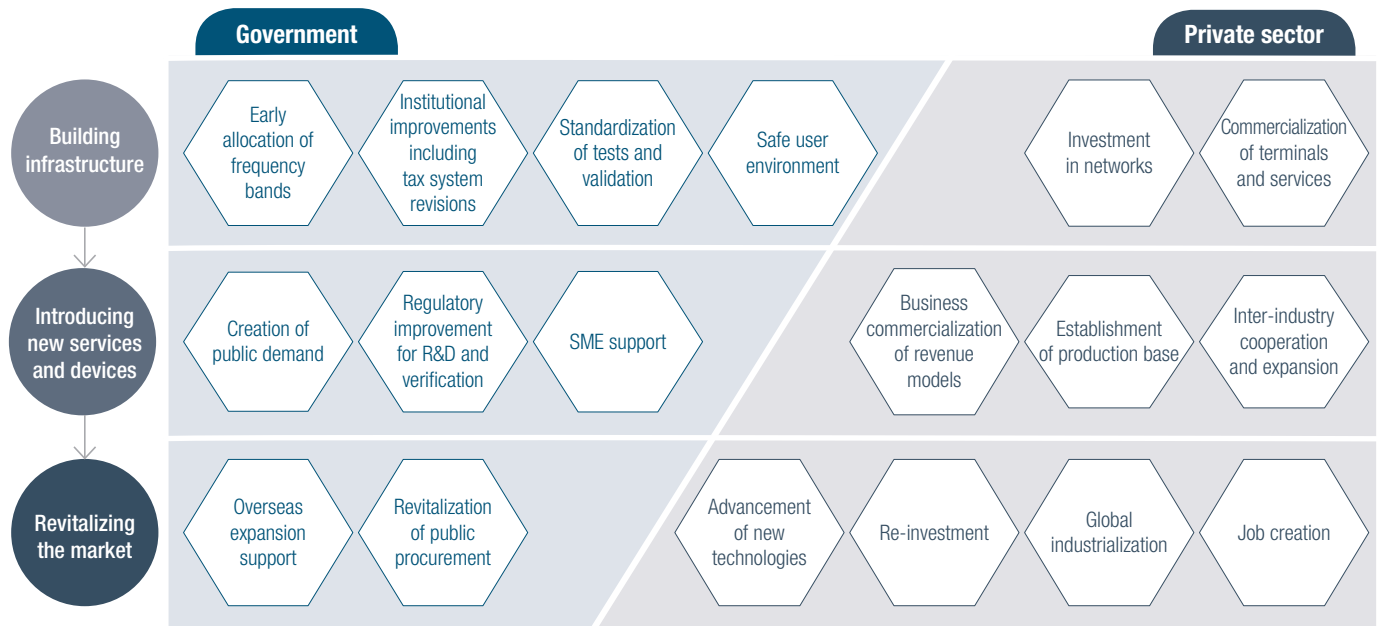 Government
Private sector
Building
infrastructure
Early
allocation of
frequency
bands
Institutional
improvements
including
tax system
revisions
Standardization
of tests and
validation
Safe user
environment
Investment
in networks
Commercialization
of terminals
and services
Introducing
new services
and devices
Creation of
public demand
Regulatory
improvement
for R&D and
verification
SME support
Business
commercialization
of revenue
models
Establishment
of production base
Inter-industry
cooperation
and expansion
Revitalizing
the market
Overseas
expansion
support
Revitalization
of public
procurement
Advancement
of new
technologies
Re-investment
Global
industrialization
Job creation